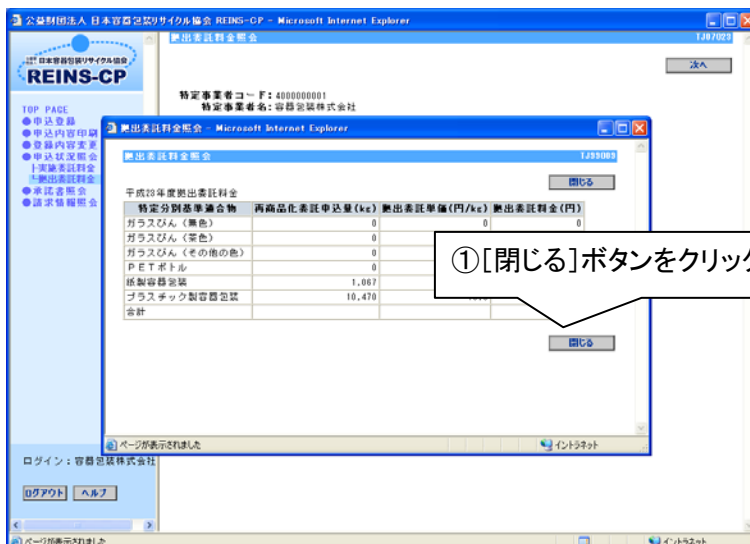 公益財団法人 日本容器包装リサイクル協会 REINS-CP - Microsoft Internet Explorer
日本容器包装リサイクル協会
REINS-CP
TOP PAGE
●申込登録
●申込内容印刷
●登録内容変更
●申込状況照会
├実施委託料金
└拠出委託料金
●承諾書照会
●請求情報照会
ログイン：容器包装株式会社
ログアウト ヘルプ
拠出委託料金照会 TJ87023
次へ
特定事業者コード：4000000001
特定事業者名：容器包装株式会社
拠出委託料金照会 - Microsoft Internet Explorer
拠出委託料金照会 TJ99089
閉じる
平成23年度拠出委託料金
特定分別基準適合物 再商品化委託申込量(kg) 拠出委託単価(円/kg) 拠出委託料金(円)
ガラスびん（無色） 0 0 0
ガラスびん（茶色） 0
ガラスびん（その他の色） 0
ＰＥＴボトル 0
紙製容器包装 1,067
プラスチック製容器包装 10,470
合計
①[閉じる]ボタンをクリック
閉じる
ページが表示されました イントラネット
ページが表示されました イントラネット